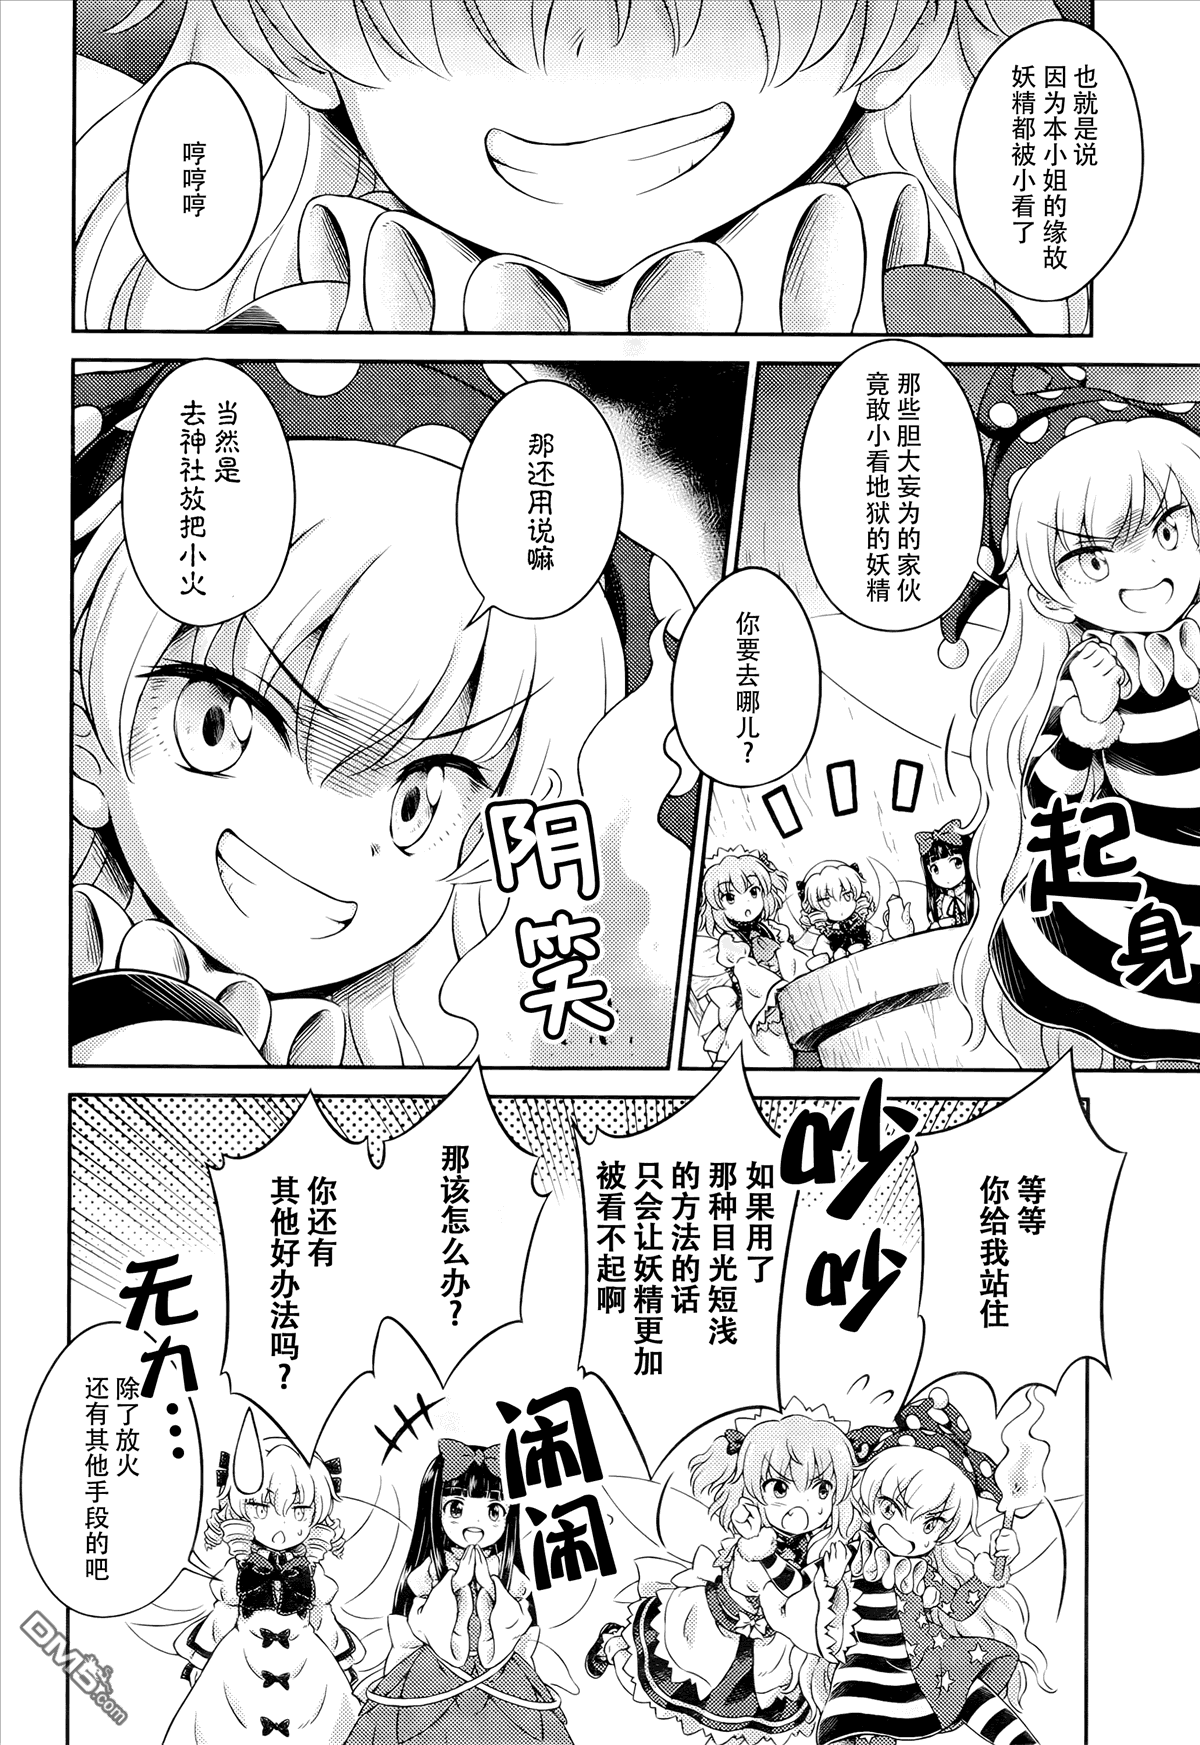 也就是说
因为本小姐的缘故
妖精都被小看了
哼哼哼
那些胆大妄为的家伙
竟敢小看地狱的妖精
起身
你要去哪儿？
那还用说嘛
当然是
去神社放把小火
阴笑
等等
你给我站住
吵吵
如果用了
那种目光短浅
的方法的话
只会让妖精更加
被看不起啊
那该怎么办？
你还有
其他好办法吗？
闹闹
无力…
除了放火
还有其他手段的吧
DM5.com